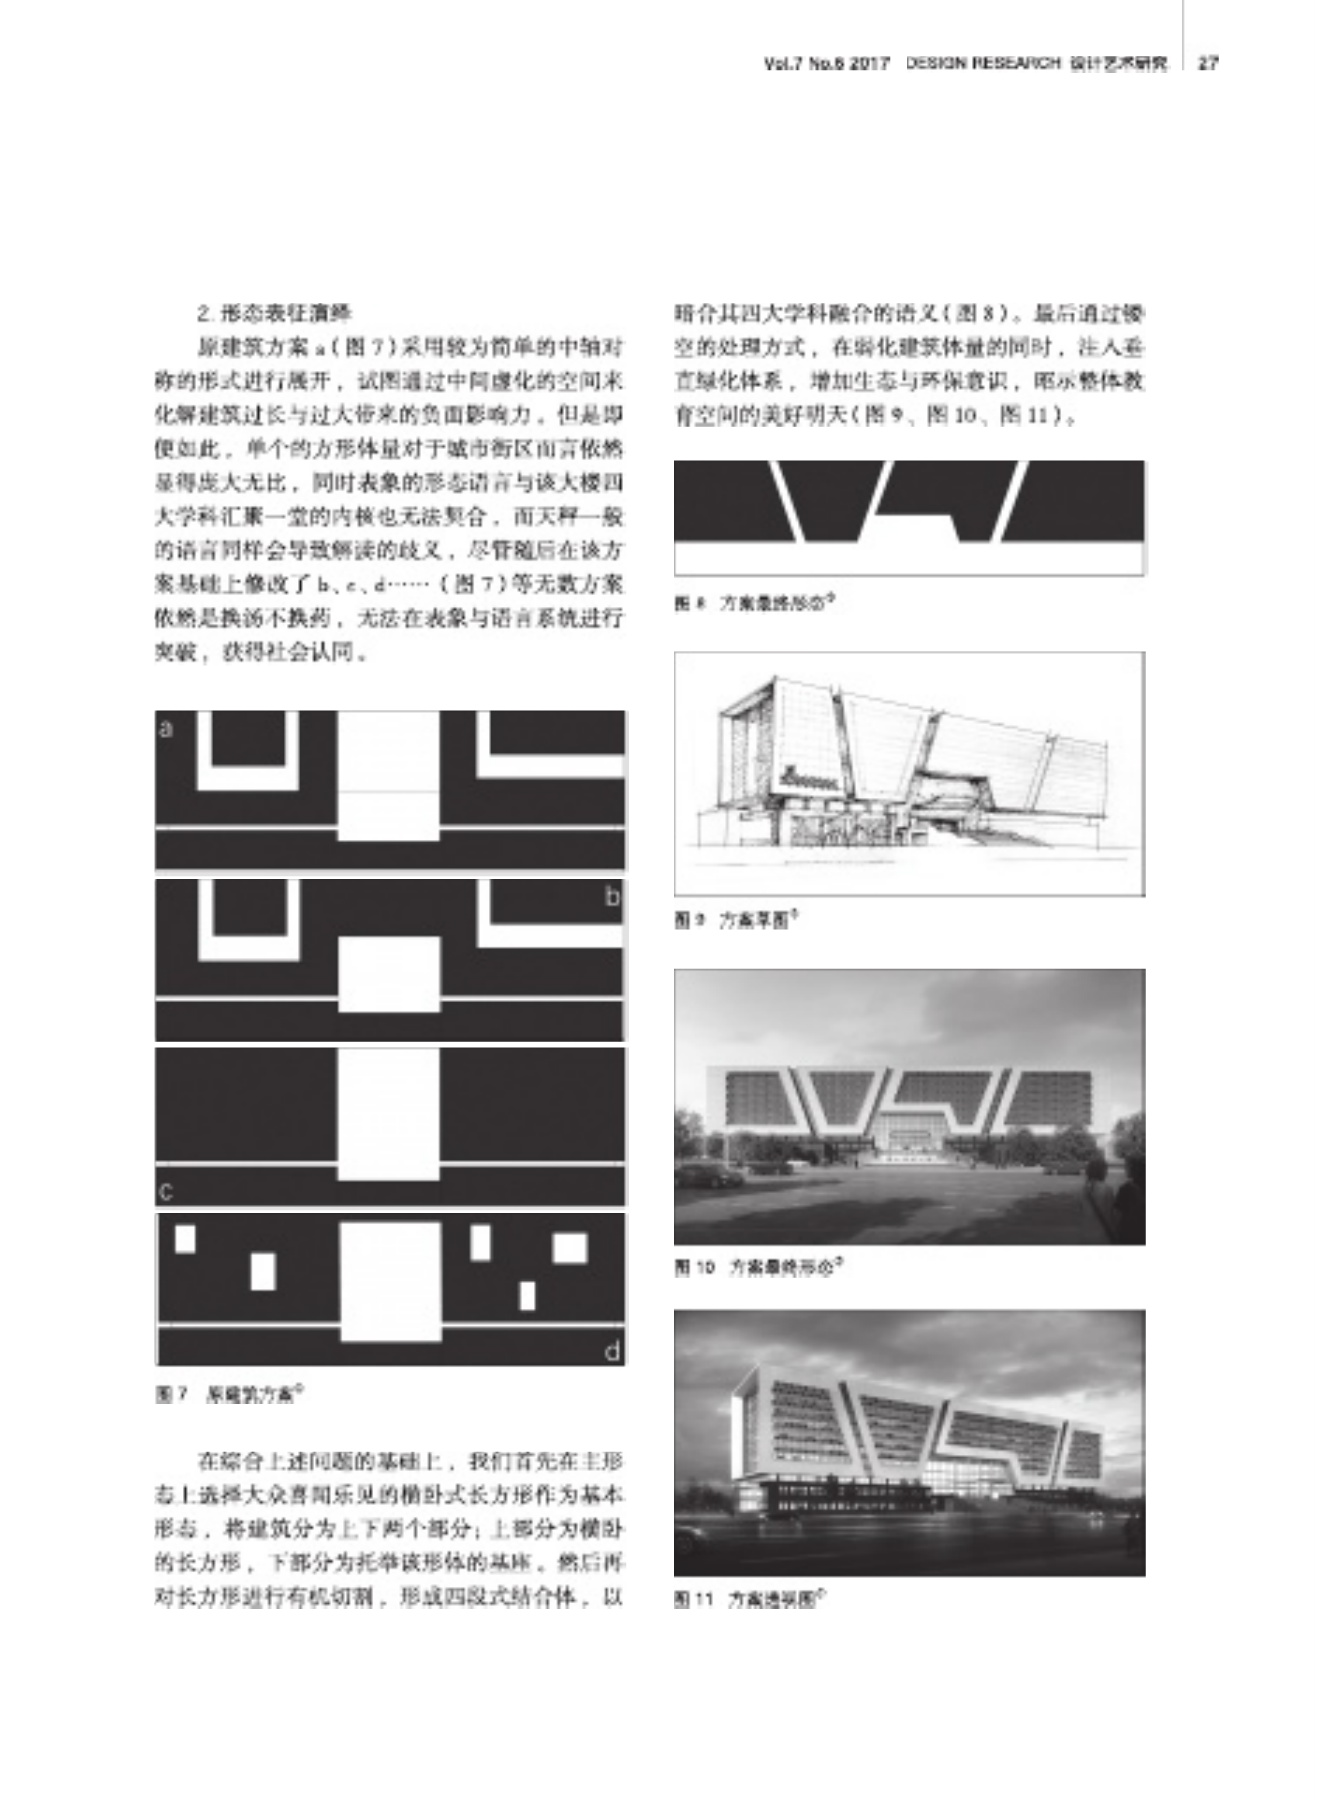 Vol.7 No.6 2017 DESIGN RESEARCH 设计艺术研究 27
2. 形态表征演绎
原建筑方案 a（图 7）采用较为简单的中轴对
称的形式进行展开，试图通过中间虚化的空间来
化解建筑过长与过大带来的负面影响力。但是即
便如此，单个的方形体量对于城市街区而言依然
显得庞大无比，同时表象的形态语言与该大楼四
大学科汇聚一堂的内核也无法契合，而天秤一般
的语言同样会导致解读的歧义，尽管随后在该方
案基础上修改了 b、c、d……（图 7）等无数方案
依然是换汤不换药，无法在表象与语言系统进行
突破，获得社会认同。
a
b
c
d
图 7 原建筑方案
在综合上述问题的基础上，我们首先在主形
态上选择大众喜闻乐见的横卧式长方形作为基本
形态，将建筑分为上下两个部分；上部分为横卧
的长方形，下部分为托举该形体的基座。然后再
对长方形进行有机切割，形成四段式结合体，以
暗合其四大学科融合的语义（图 8）。最后通过镂
空的处理方式，在弱化建筑体量的同时，注入垂
直绿化体系，增加生态与环保意识，昭示整体教
育空间的美好明天（图 9、图 10、图 11）。
图 8 方案最终形态
图 9 方案草图
图 10 方案最终形态
图 11 方案透视图